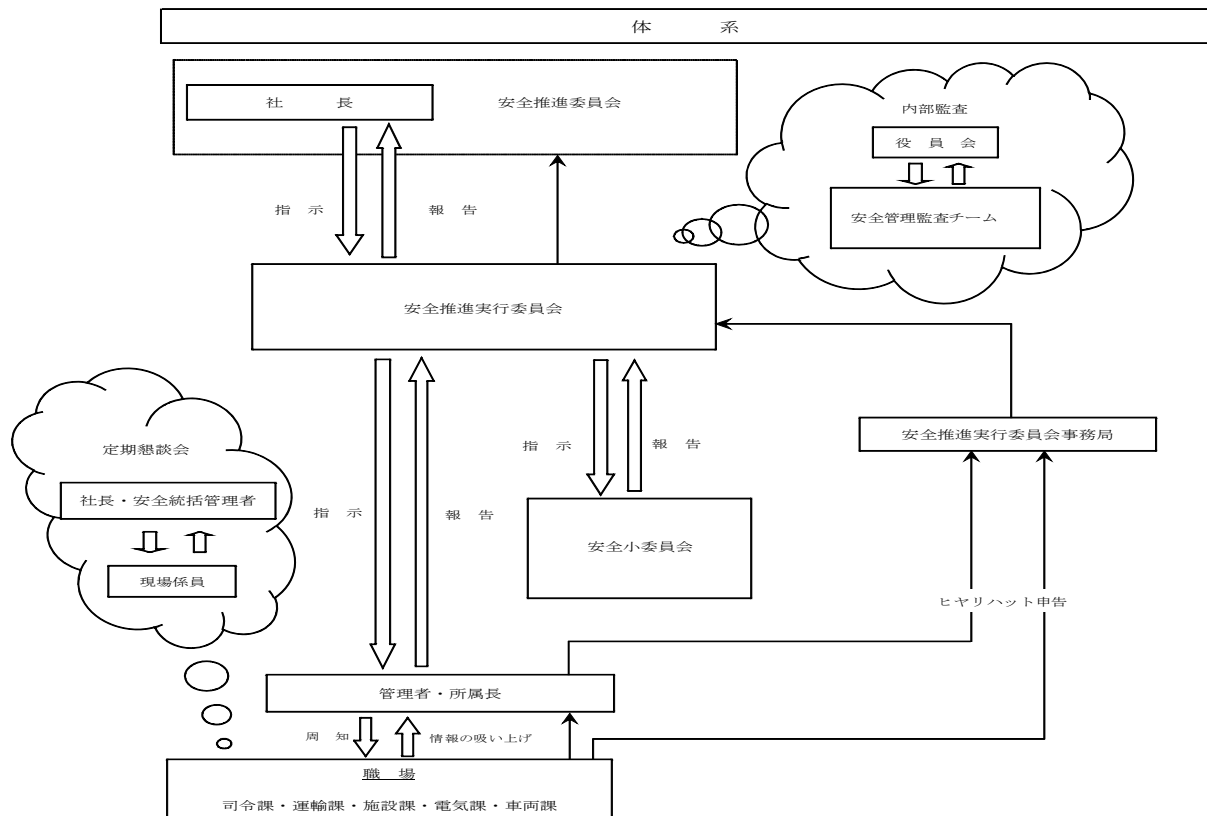 体　系
社　長
安全推進委員会
内部監査
役　員　会
安全管理監査チーム
指　示
報　告
安全推進実行委員会
定期懇談会
社長・安全統括管理者
現場係員
指　示
報　告
安全推進実行委員会事務局
指　示
報　告
安全小委員会
ヒヤリハット申告
管理者・所属長
周　知
情報の吸い上げ
職　場
司令課・運輸課・施設課・電気課・車両課